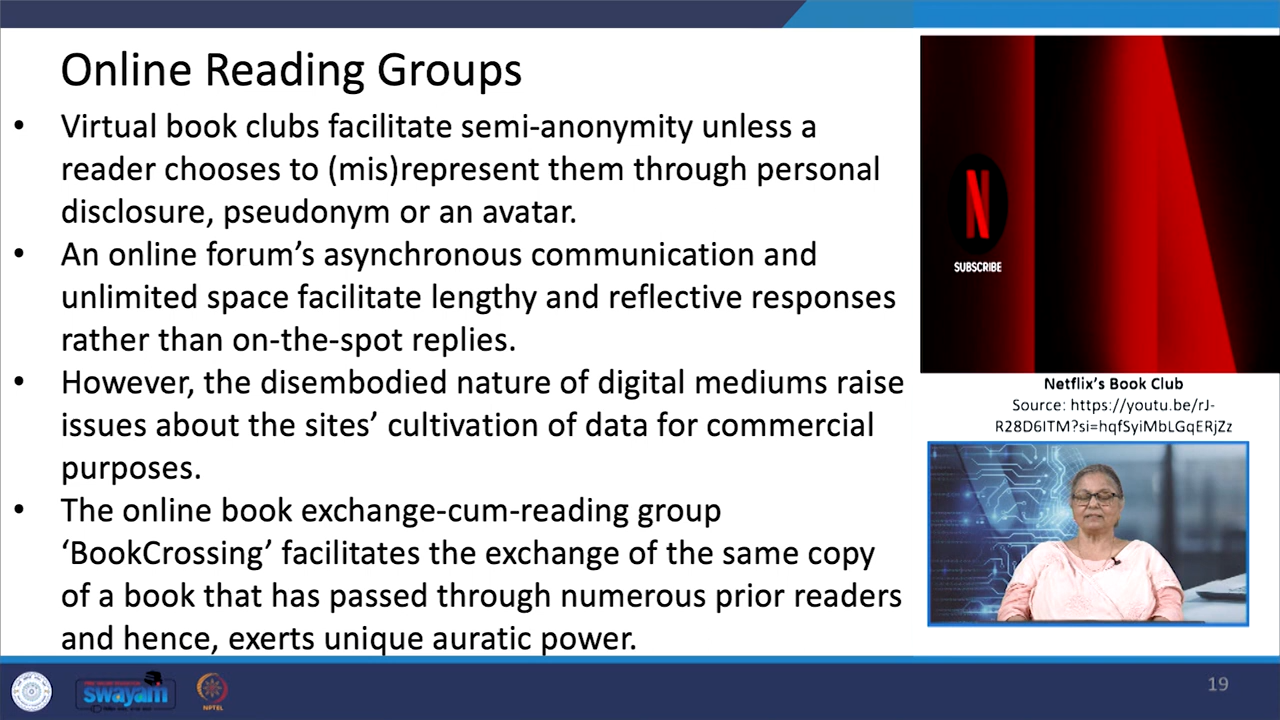 Online Reading Groups
• Virtual book clubs facilitate semi-anonymity unless a
reader chooses to (mis)represent them through personal
disclosure, pseudonym or an avatar.
• An online forum’s asynchronous communication and
unlimited space facilitate lengthy and reflective responses
rather than on-the-spot replies.
• However, the disembodied nature of digital mediums raise
issues about the sites’ cultivation of data for commercial
purposes.
• The online book exchange-cum-reading group
‘BookCrossing’ facilitates the exchange of the same copy
of a book that has passed through numerous prior readers
and hence, exerts unique auratic power.
N
SUBSCRIBE
Netflix’s Book Club
Source: https://youtu.be/rJ-
R28D6ITM?si=hqfSyiMbLGqERjZz
swayam
NPTEL
19